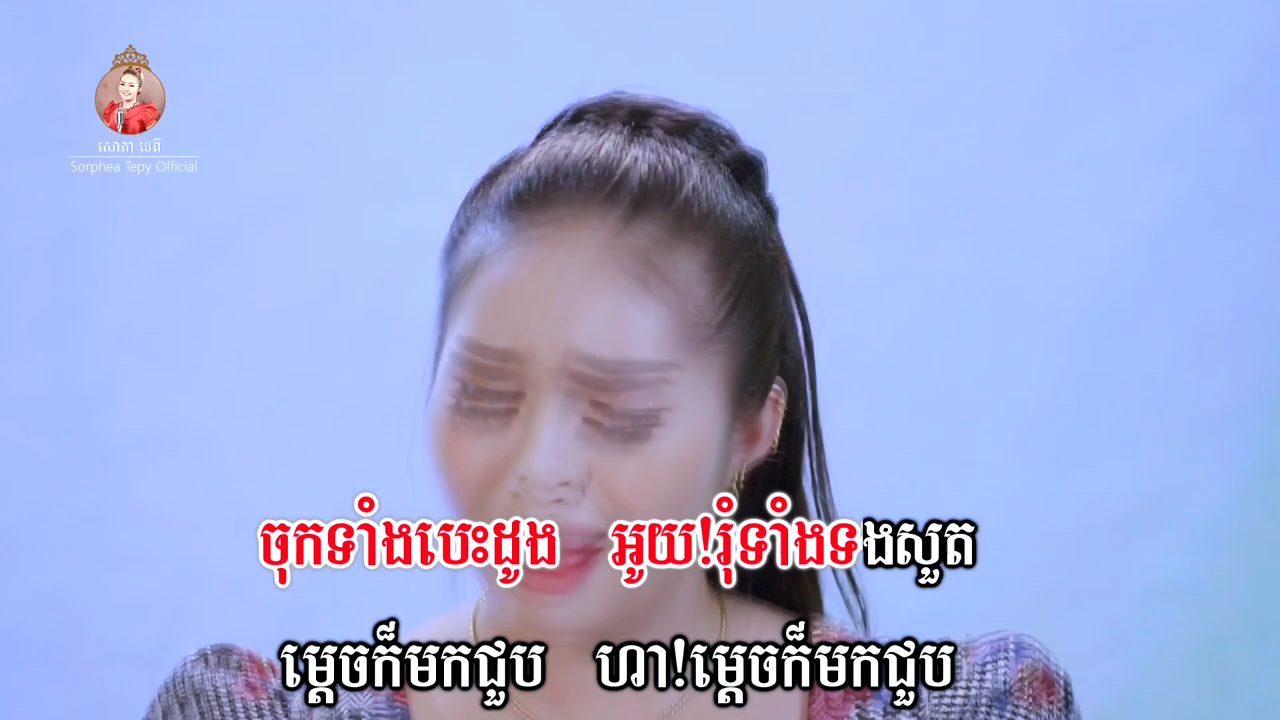 សោភា ទេពី
Sorphea Tepy Official
ចុកទាំងបេះដូង អូយ!រុំទាំងទងសួត
ម្ដេចក៏មកជួប ហា!ម្ដេចក៏មកជួប